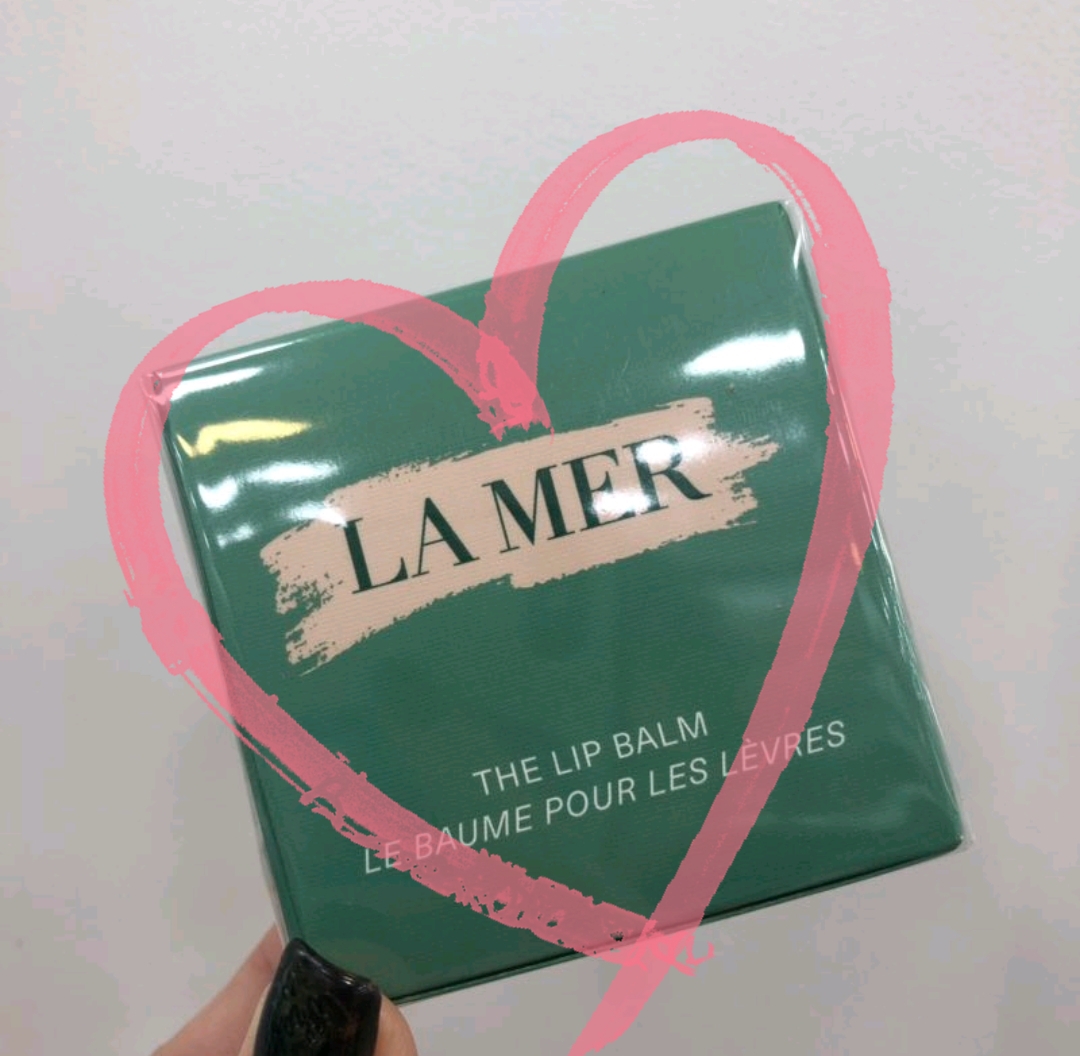 LA MER
THE LIP BALM
LE BAUME POUR LES LÈVRES